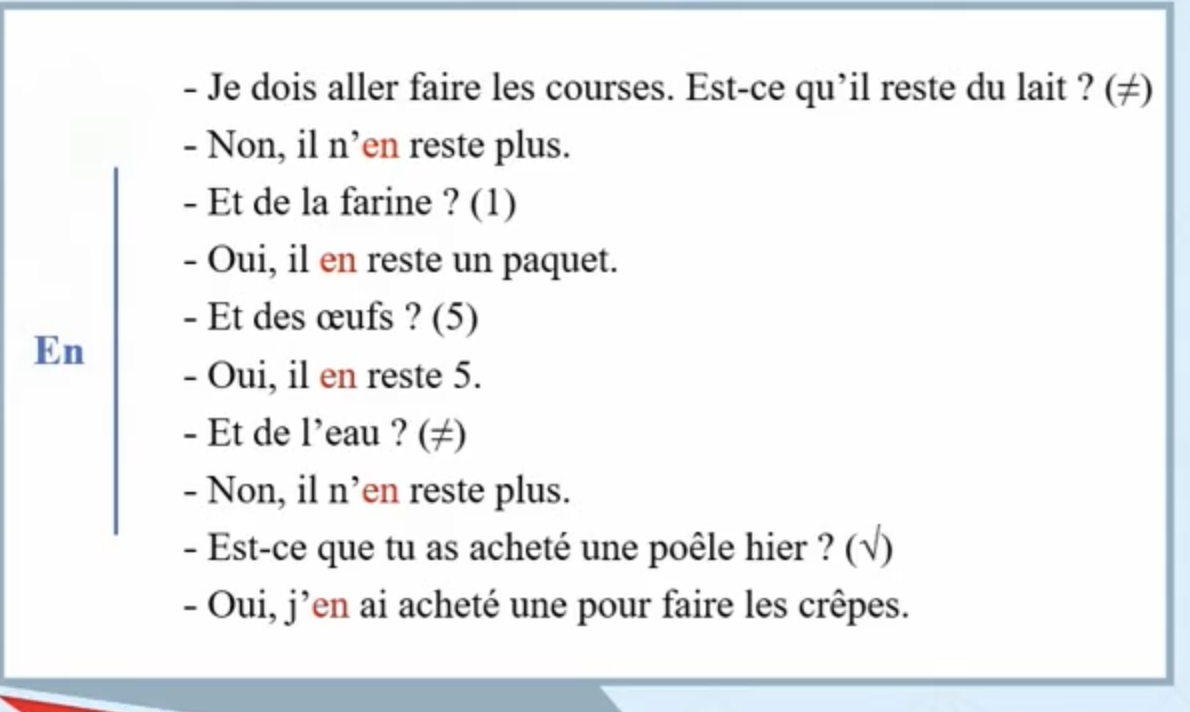 - Je dois aller faire les courses. Est-ce qu’il reste du lait ? (≠)
- Non, il n’en reste plus.
- Et de la farine ? (1)
- Oui, il en reste un paquet.
- Et des œufs ? (5)
En
- Oui, il en reste 5.
- Et de l’eau ? (≠)
- Non, il n’en reste plus.
- Est-ce que tu as acheté une poêle hier ? (√)
- Oui, j’en ai acheté une pour faire les crêpes.